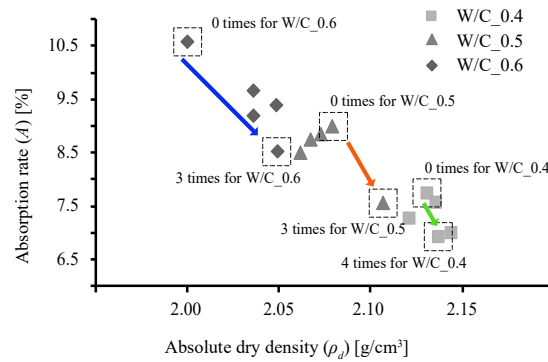 0 times for W/C_0.6
W/C_0.4
W/C_0.5
W/C_0.6
10.5
9.5
8.5
7.5
6.5
Absorption rate (A) [%]
0 times for W/C_0.5
3 times for W/C_0.6
0 times for W/C_0.4
3 times for W/C_0.5
4 times for W/C_0.4
2.00
2.05
2.10
2.15
Absolute dry density (ρd) [g/cm³]